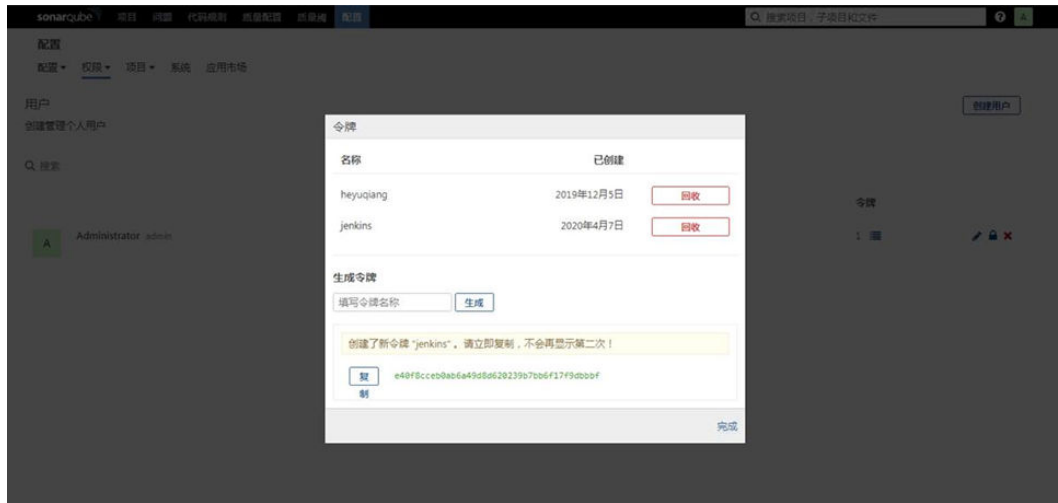 sonarqube 项目 问题 代码规则 质量配置 质量阈 配置 搜索项目，子项目和文件 ? A
配置
配置 权限 项目 系统 应用市场
用户 创建用户
创建管理个人用户
搜索
令牌
A Administrator admin 1
令牌
名称 已创建
heyuqiang 2019年12月5日 回收
jenkins 2020年4月7日 回收
生成令牌
填写令牌名称 生成
创建了新令牌 "jenkins" 。请立即复制，不会再显示第二次！
复制 e40f8cceb0ab6a49d8d620239b7bb6f17f9dbbbf
完成